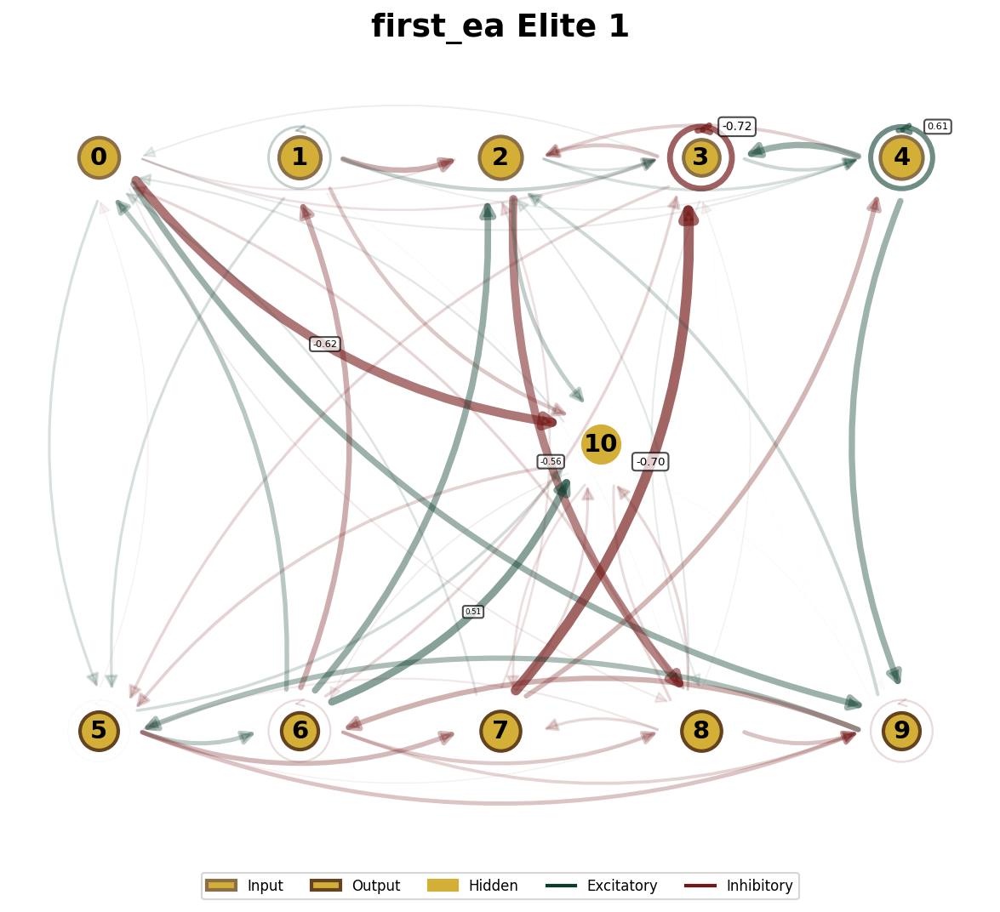 first_ea Elite 1
-0.72
0.61
0
1
2
3
4
-0.62
10
-0.56
-0.70
0.51
5
6
7
8
9
Input
Output
Hidden
Excitatory
Inhibitory